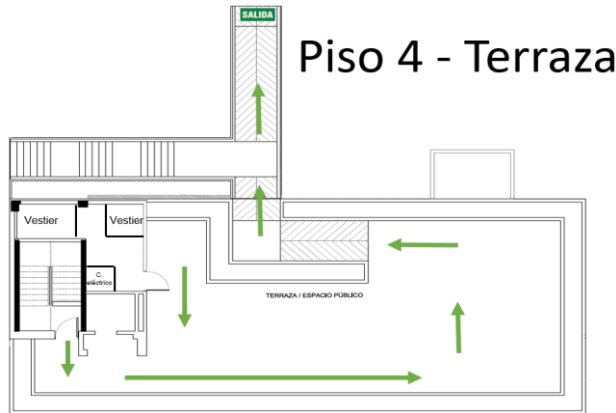 SALIDA
Piso 4 - Terraza
Vestier
Vestier
C.
eléctrico
TERRAZA / ESPACIO PÚBLICO